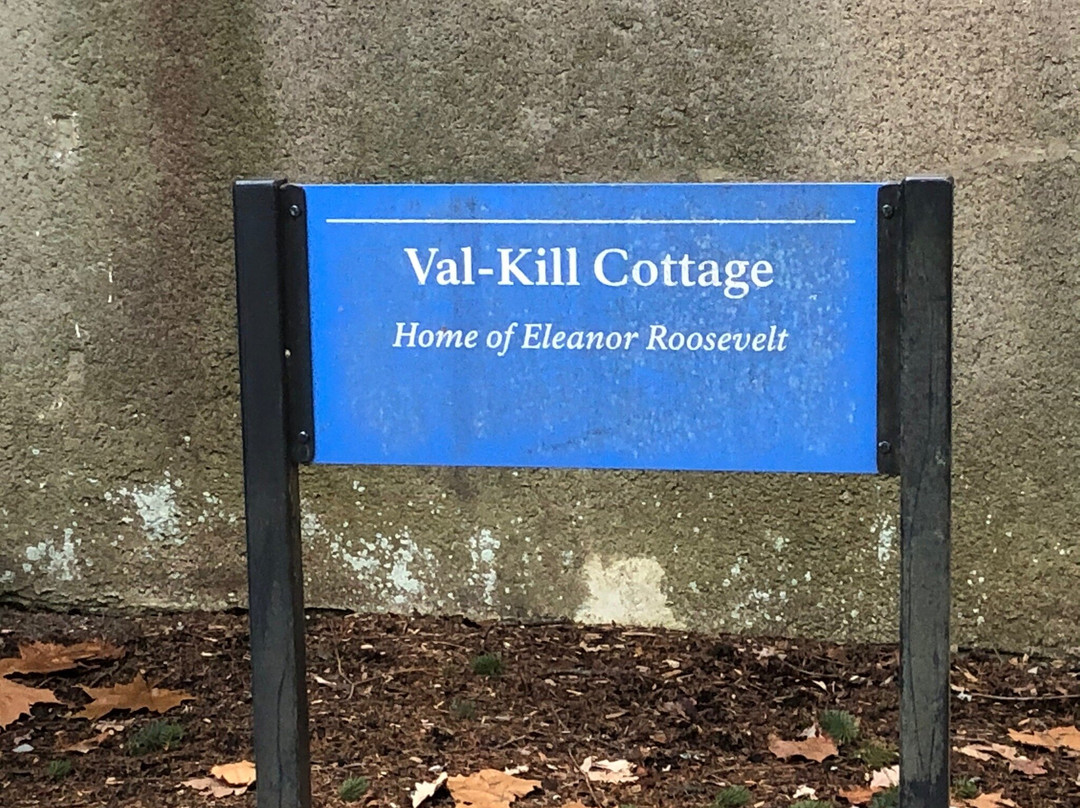 Val-Kill Cottage
Home of Eleanor Roosevelt